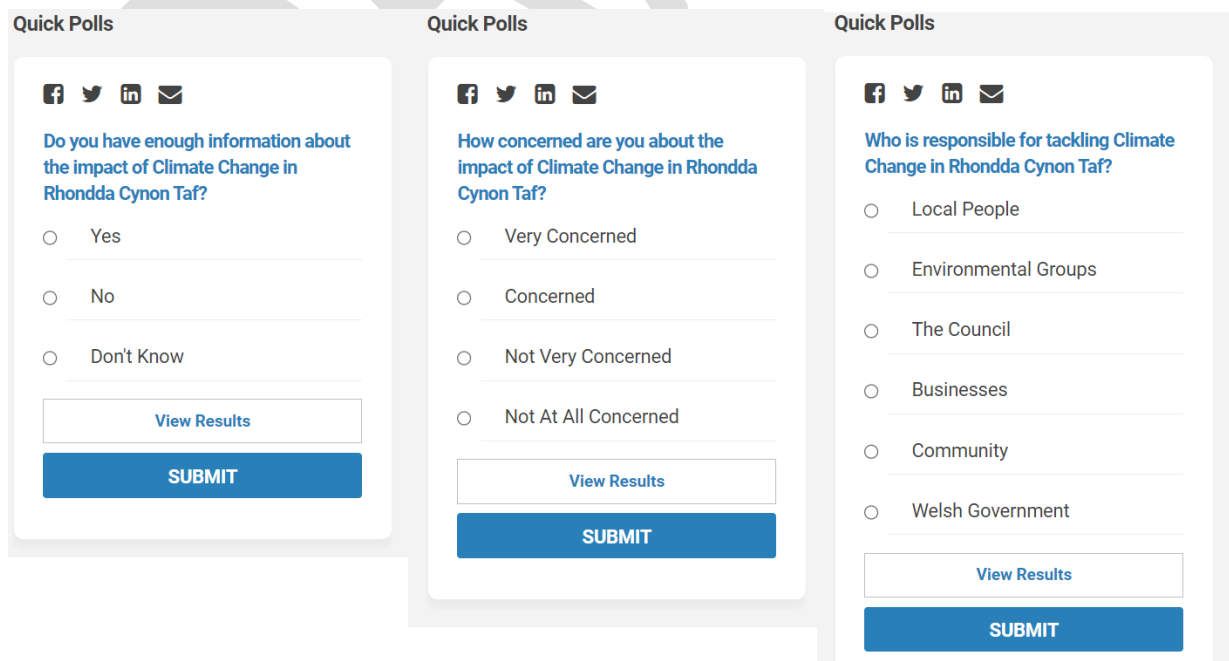 Quick Polls
Do you have enough information about
the impact of Climate Change in
Rhondda Cynon Taf?
Yes
No
Don't Know
View Results
SUBMIT
Quick Polls
How concerned are you about the
impact of Climate Change in Rhondda
Cynon Taf?
Very Concerned
Concerned
Not Very Concerned
Not At All Concerned
View Results
SUBMIT
Quick Polls
Who is responsible for tackling Climate
Change in Rhondda Cynon Taf?
Local People
Environmental Groups
The Council
Businesses
Community
Welsh Government
View Results
SUBMIT